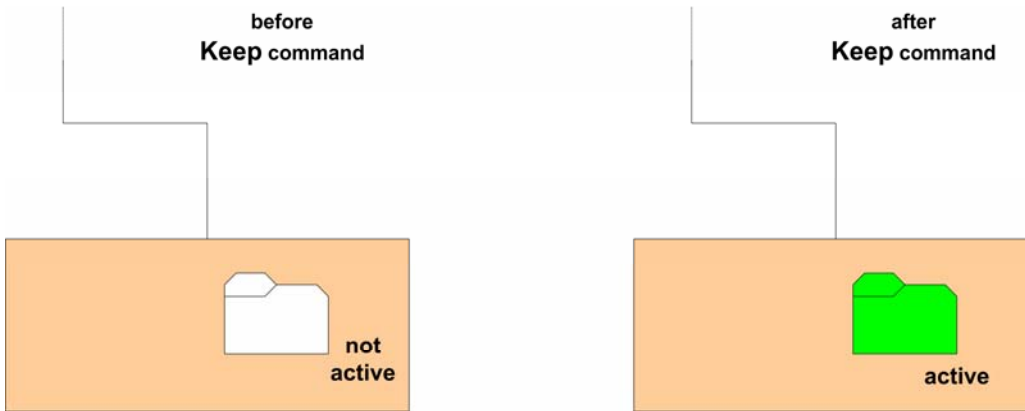 before
Keep command
not
active
after
Keep command
active